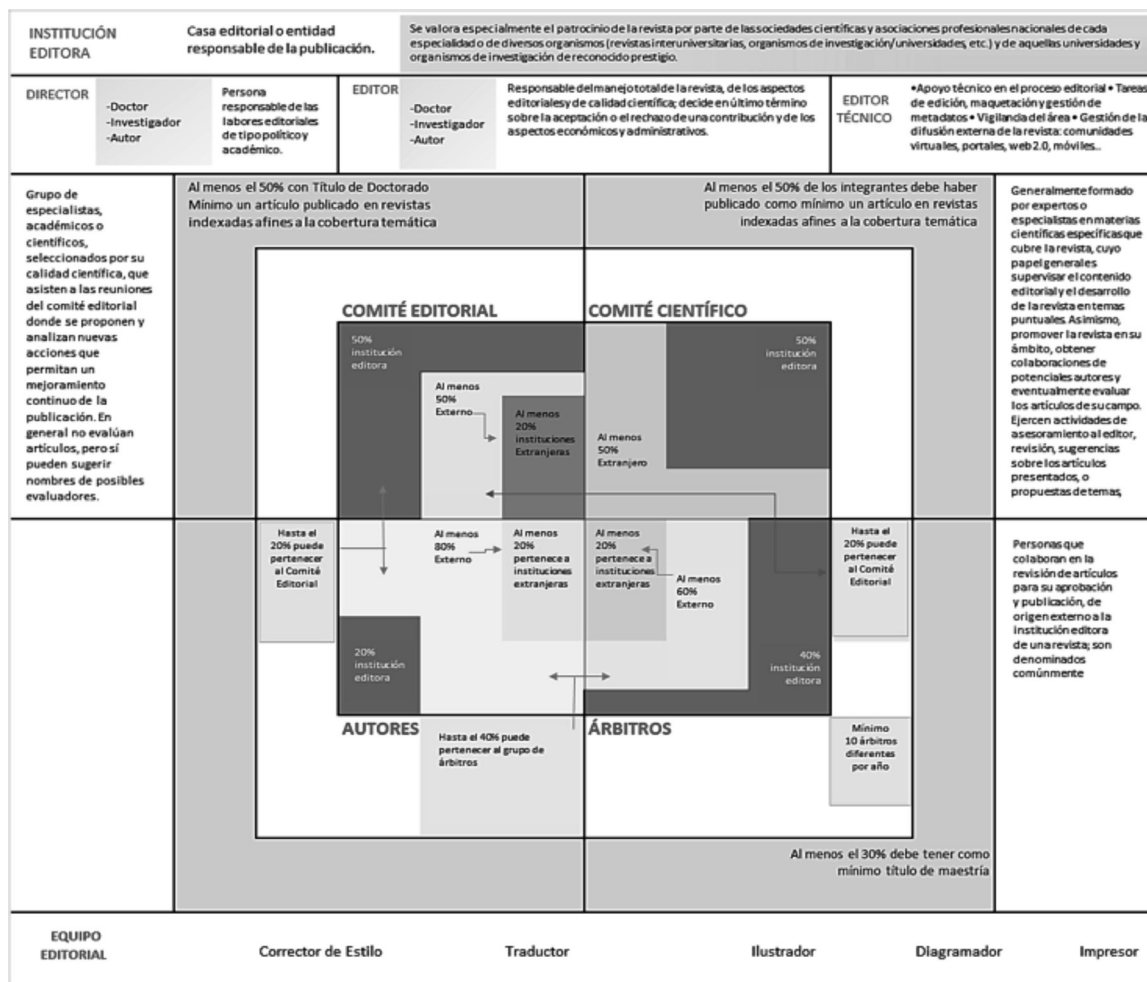 INSTITUCIÓN
EDITORA
Casa editorial o entidad
responsable de la publicación.
Se valora especialmente el patrocinio de la revista por parte de las sociedades científicas y asociaciones profesionales nacionales de cada
especialidad o de diversos organismos (revistas interuniversitarias, organismos de investigación/universidades, etc.) y de aquellas universidades y
organismos de investigación de reconocido prestigio.
DIRECTOR
-Doctor
-Investigador
-Autor
Persona
responsable de las
labores editoriales
de tipo político y
académico.
EDITOR
-Doctor
-Investigador
-Autor
Responsable del manejo total de la revista, de los aspectos
editoriales y de calidad científica; decide en último término
sobre la aceptación o el rechazo de una contribución y de los
aspectos económicos y administrativos.
EDITOR
TÉCNICO
•Apoyo técnico en el proceso editorial • Tareas
de edición, maquetación y gestión de
metadatos • Vigilancia del área • Gestión de la
difusión externa de la revista: comunidades
virtuales, portales, web 2.0, móviles..
Grupo de
especialistas,
académicos o
científicos,
seleccionados por su
calidad científica, que
asisten a las reuniones
del comité editorial
donde se proponen y
analizan nuevas
acciones que
permitan un
mejoramiento
continuo de la
publicación. En
general no evalúan
artículos, pero sí
pueden sugerir
nombres de posibles
evaluadores.
Al menos el 50% con Título de Doctorado
Mínimo un artículo publicado en revistas
indexadas afines a la cobertura temática
Al menos el 50% de los integrantes debe haber
publicado como mínimo un artículo en revistas
indexadas afines a la cobertura temática
Generalmente formado
por expertos o
especialistas en materias
científicas específicas que
cubre la revista, cuyo
papel general es
supervisar el contenido
editorial y el desarrollo
de la revista en temas
puntuales. Asimismo,
promover la revista en su
ámbito, obtener
colaboraciones de
potenciales autores y
eventualmente evaluar
los artículos de su campo.
Ejercen actividades de
asesoramiento al editor,
revisión, sugerencias
sobre los artículos
presentados, o
propuestas de temas,
COMITÉ EDITORIAL
COMITÉ CIENTÍFICO
50%
institución
editora
Al menos
50%
Externo
Al menos
20%
instituciones
Extranjeras
Al menos
50%
Extranjero
50%
institución
editora
Hasta el
20% puede
pertenecer
al Comité
Editorial
Al menos
80%
Externo
Al menos
20%
pertenece a
instituciones
extranjeras
Al menos
20%
pertenece a
instituciones
extranjeras
Al menos
60%
Externo
Hasta el
20% puede
pertenecer
al Comité
Editorial
Personas que
colaboran en la
revisión de artículos
para su aprobación
y publicación, de
origen externo a la
institución editora
de una revista; son
denominados
comúnmente
20%
institución
editora
40%
institución
editora
AUTORES
ÁRBITROS
Hasta el 40% puede
pertenecer al grupo de
árbitros
Mínimo
10 árbitros
diferentes
por año
Al menos el 30% debe tener como
mínimo título de maestría
EQUIPO
EDITORIAL
Corrector de Estilo
Traductor
Ilustrador
Diagramador
Impresor